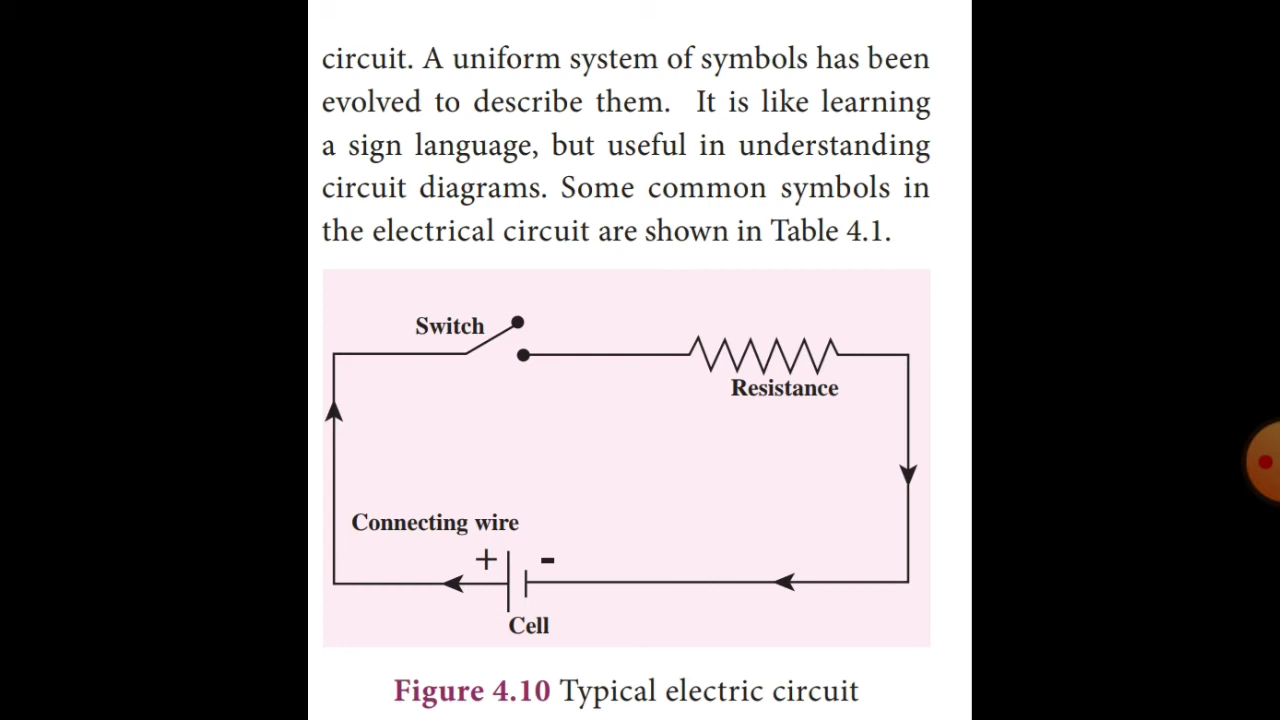 circuit. A uniform system of symbols has been
evolved to describe them. It is like learning
a sign language, but useful in understanding
circuit diagrams. Some common symbols in
the electrical circuit are shown in Table 4.1.
Switch
Resistance
Connecting wire
+ -
Cell
Figure 4.10 Typical electric circuit